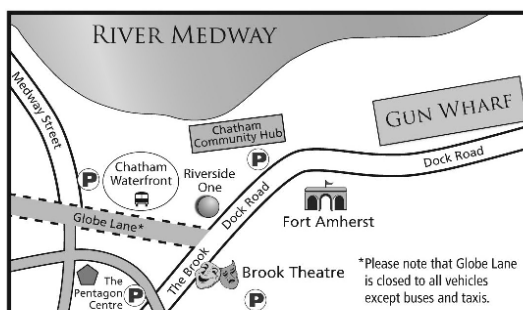 RIVER MEDWAY
Medway Street
GUN WHARF
Chatham
Community Hub
P
P
Chatham
Waterfront
Riverside
One
Dock Road
Dock Road
Fort Amherst
Globe Lane*
The Brook
Brook Theatre
The
Pentagon
Centre
P
P
*Please note that Globe Lane
is closed to all vehicles
except buses and taxis.